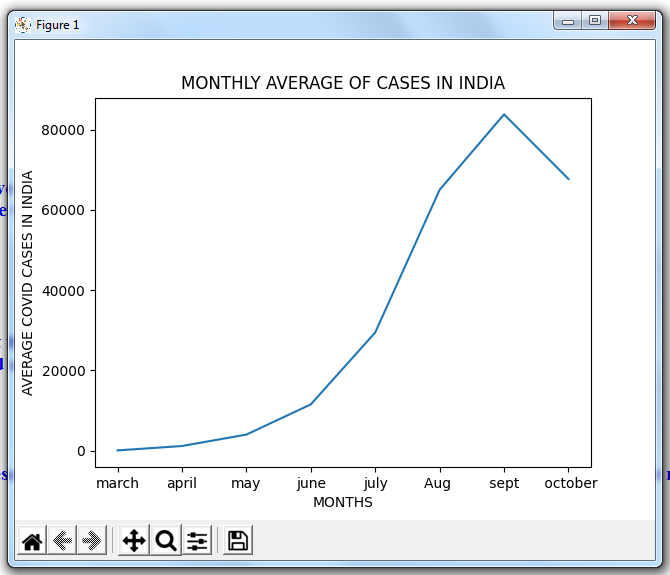 Figure 1
MONTHLY AVERAGE OF CASES IN INDIA
AVERAGE COVID CASES IN INDIA
80000
60000
40000
20000
0
march april may june july Aug sept october
MONTHS